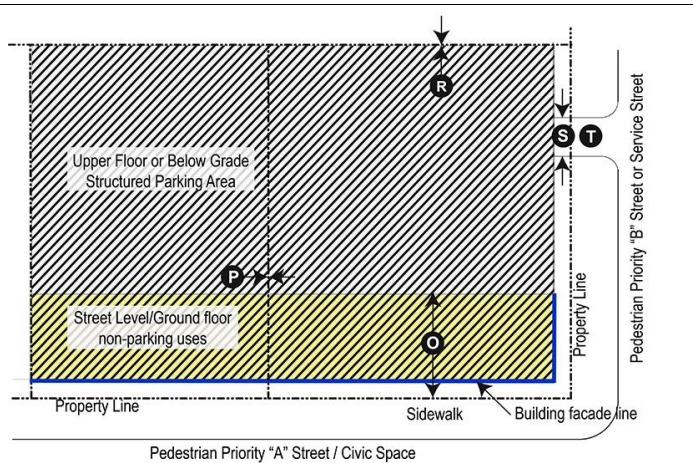 R
S T
Upper Floor or Below Grade
Structured Parking Area
P
Street Level/Ground floor
non-parking uses
O
Property Line
Pedestrian Priority “B” Street or Service Street
Property Line
Sidewalk
Building facade line
Pedestrian Priority “A” Street / Civic Space